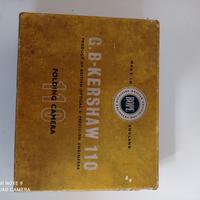 G.B-KERSHAW 110
PRODUCT OF BRITISH OPTICAL & PRECISION ENGINEERS
FOLDING CAMERA
110
MADE IN
BOPE
ENGLAND
MI NOTE 9
QUAD CAMERA